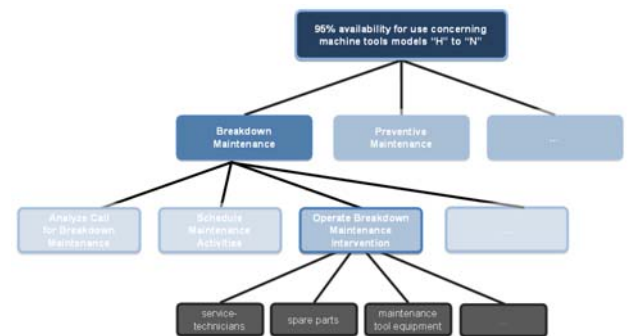 95% availability for use concerning
machine tools models "H" to "N"
Breakdown
Maintenance
Preventive
Maintenance
....
Analyze Call
for Breakdown
Maintenance
Schedule
Maintenance
Activities
Operate Breakdown
Maintenance
Intervention
...
service-
technicians
spare parts
maintenance
tool equipment
...